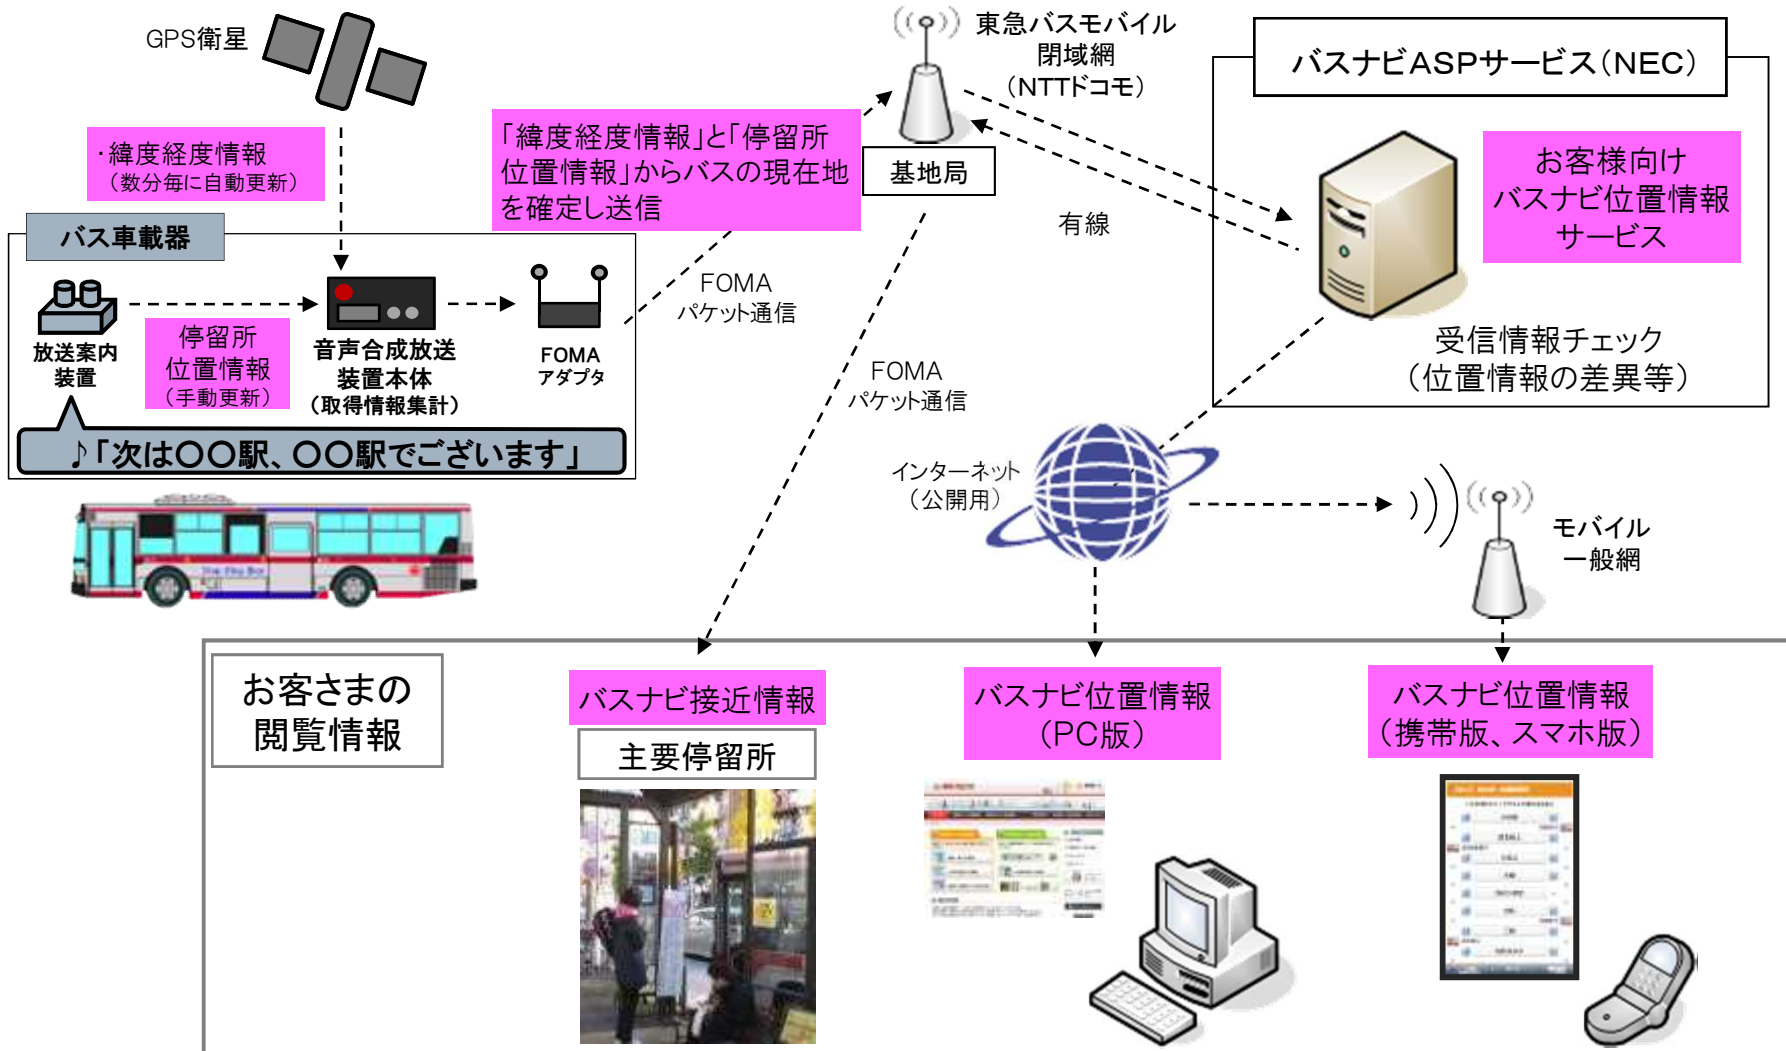 GPS衛星
・緯度経度情報
（数分毎に自動更新）
バス車載器
放送案内
装置
停留所
位置情報
（手動更新）
音声合成放送
装置本体
（取得情報集計）
FOMA
アダプタ
♪「次は〇〇駅、〇〇駅でございます」
「緯度経度情報」と「停留所
位置情報」からバスの現在地
を確定し送信
FOMA
パケット通信
東急バスモバイル
閉域網
（NTTドコモ）
基地局
有線
FOMA
パケット通信
バスナビASPサービス（NEC）
お客様向け
バスナビ位置情報
サービス
受信情報チェック
（位置情報の差異等）
インターネット
（公開用）
モバイル
一般網
お客さまの
閲覧情報
バスナビ接近情報
主要停留所
バスナビ位置情報
（PC版）
バスナビ位置情報
（携帯版、スマホ版）